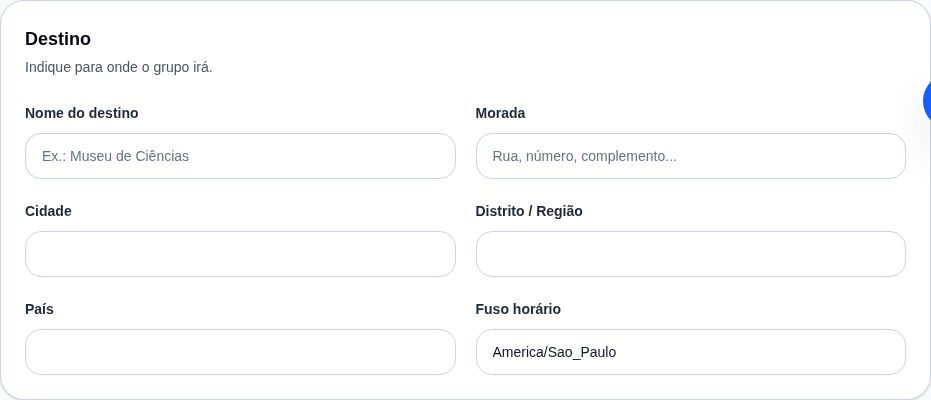 Destino
Indique para onde o grupo irá.
Nome do destino
Morada
Ex.: Museu de Ciências
Rua, número, complemento...
Cidade
Distrito / Região
País
Fuso horário
America/Sao_Paulo